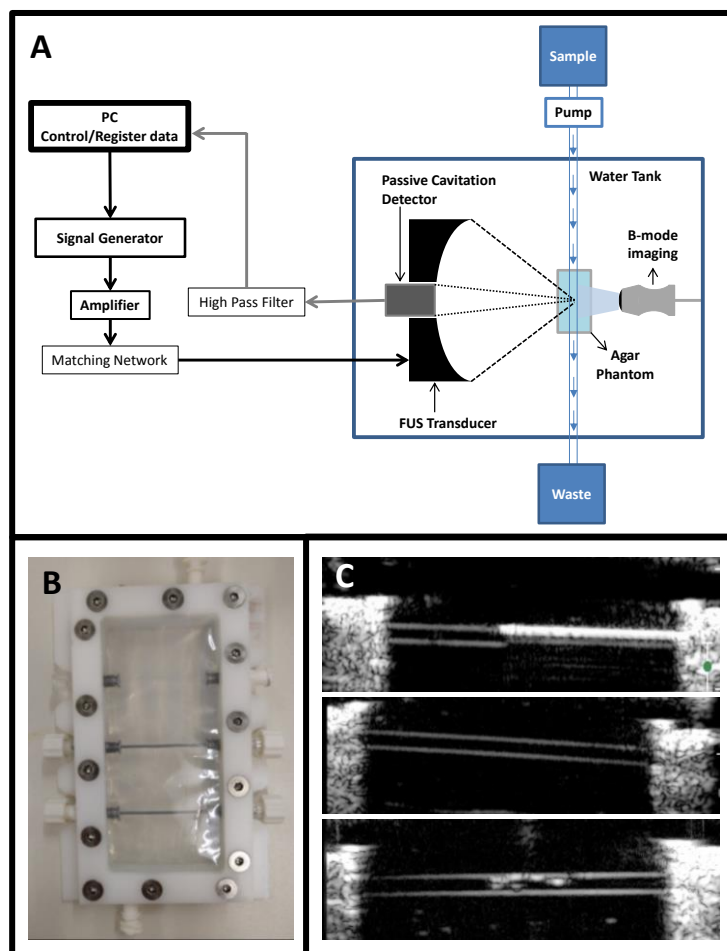 A
Sample
PC
Control/Register data
Pump
Passive Cavitation
Detector
Water Tank
Signal Generator
B-mode
imaging
Amplifier
High Pass Filter
Matching Network
Agar
Phantom
FUS Transducer
Waste
B
C